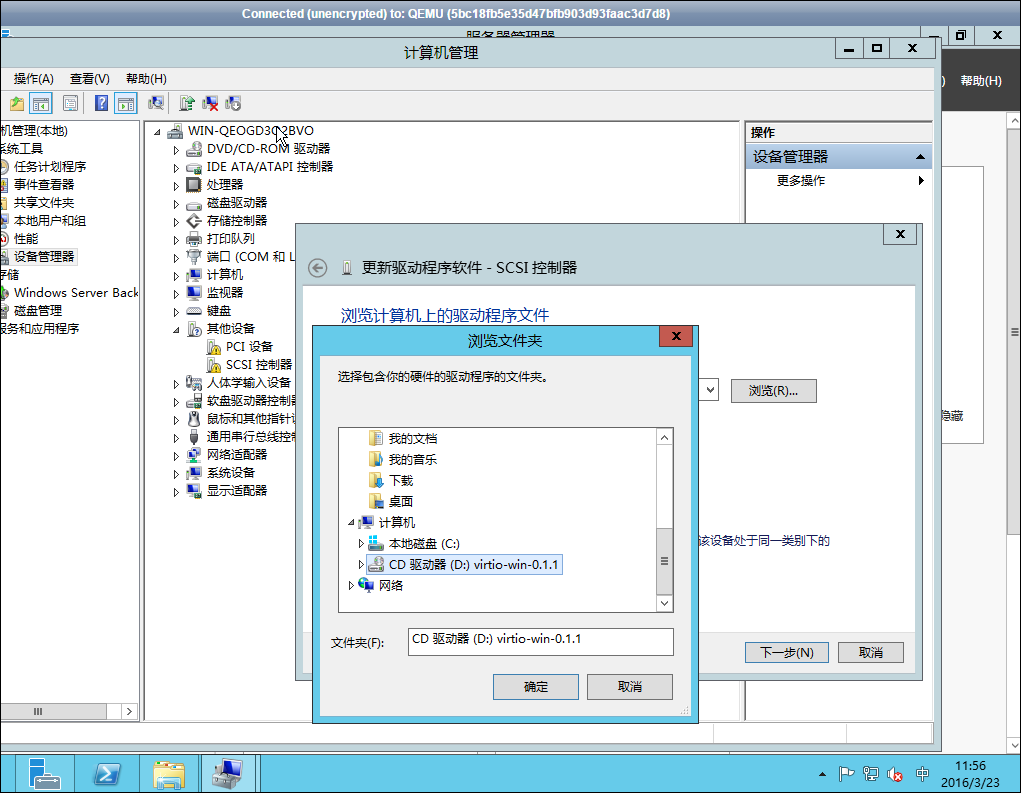 Connected (unencrypted) to: QEMU (5bc18fb5e35d47bfb903d93faac3d7d8)
服务器管理器
计算机管理
操作(A) 查看(V) 帮助(H)
帮助(H)
机管理(本地)
系统工具
任务计划程序
事件查看器
共享文件夹
本地用户和组
性能
设备管理器
存储
Windows Server Back
磁盘管理
服务和应用程序
DVD/CD-ROM 驱动器
IDE ATA/ATAPI 控制器
处理器
磁盘驱动器
存储控制器
打印队列
端口 (COM 和 L
计算机
监视器
键盘
其他设备
PCI 设备
SCSI 控制器
人体学输入设备
软盘驱动器控制器
鼠标和其他指针
通用串行总线控
网络适配器
系统设备
显示适配器
操作
设备管理器
更多操作
隐藏
更新驱动程序软件 - SCSI 控制器
浏览计算机上的驱动程序文件
浏览(R)...
该设备处于同一类别下的
下一步(N) 取消
浏览文件夹
选择包含你的硬件的驱动程序的文件夹。
我的文档
我的音乐
下载
桌面
计算机
本地磁盘 (C:)
CD 驱动器 (D:) virtio-win-0.1.1
网络
文件夹(F): CD 驱动器 (D:) virtio-win-0.1.1
确定 取消
中
11:56
2016/3/23